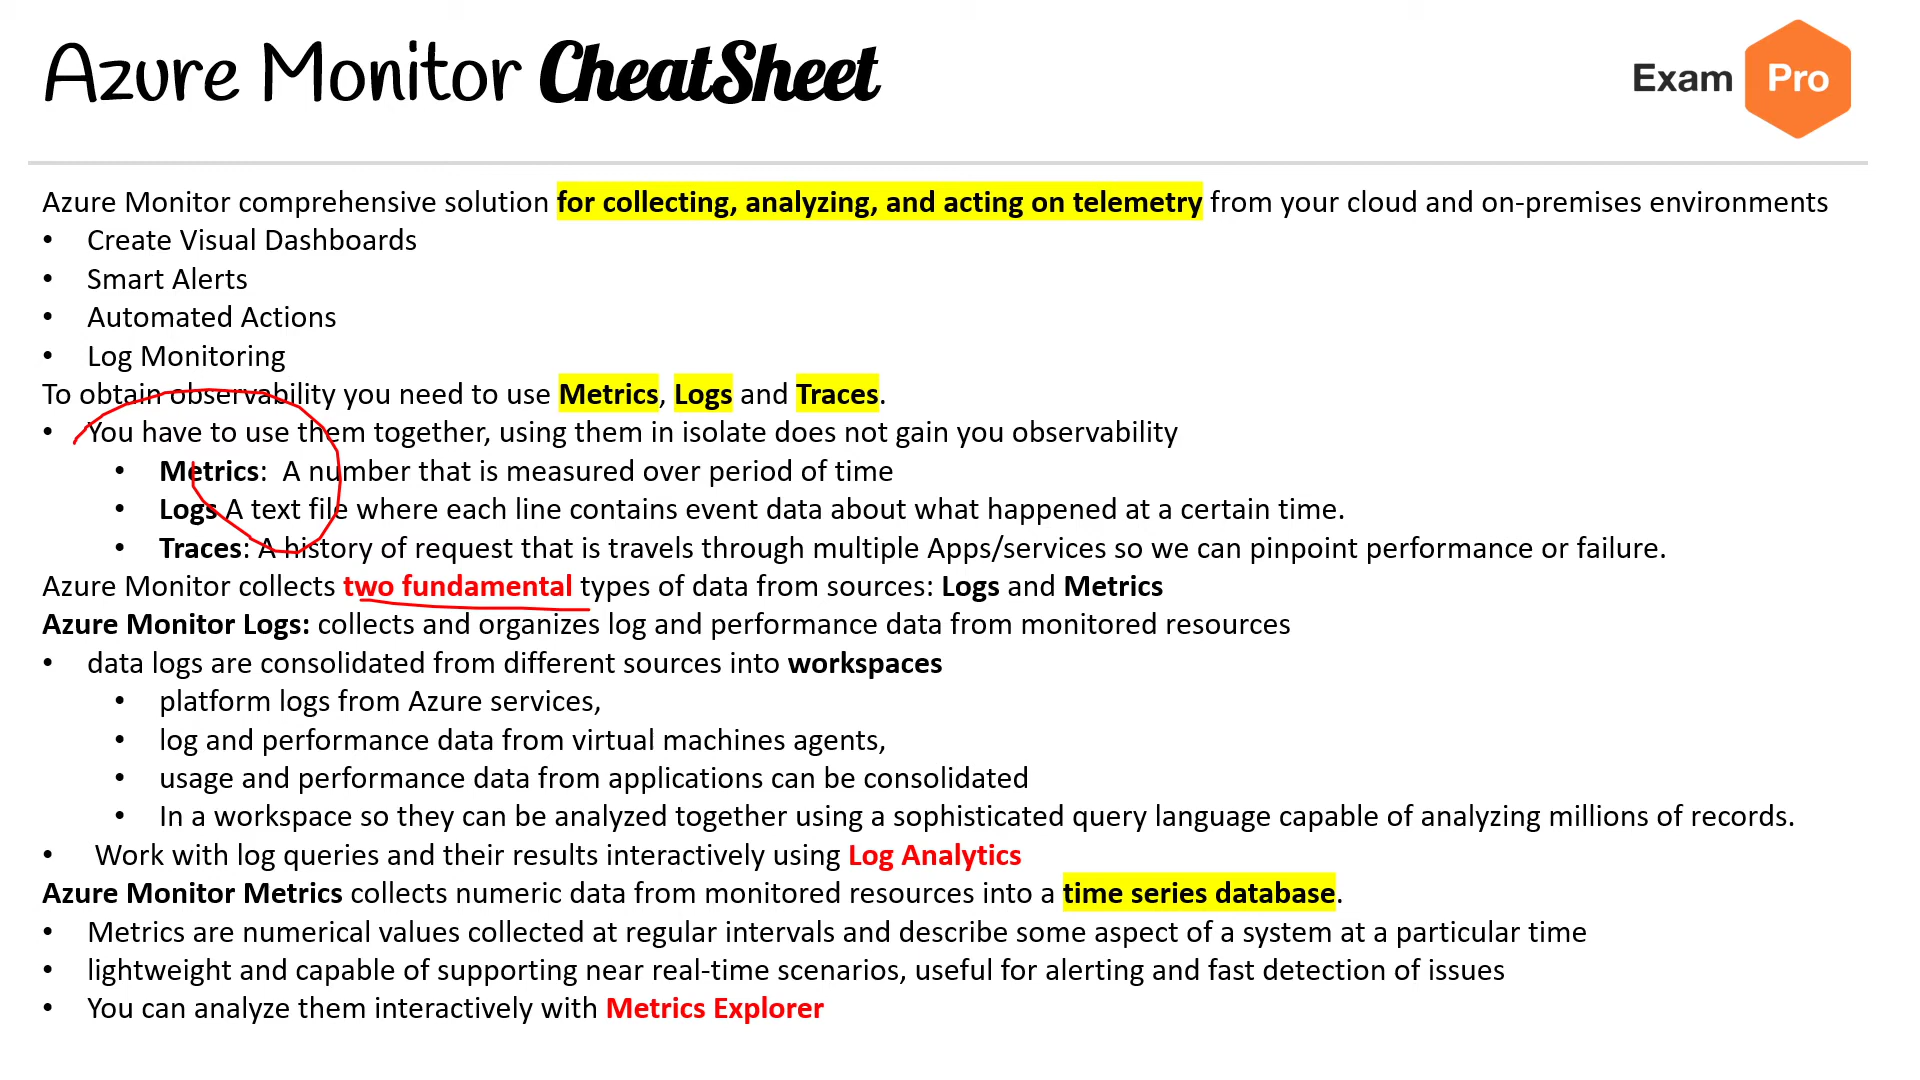 Azure Monitor CheatSheet
Exam Pro
Azure Monitor comprehensive solution for collecting, analyzing, and acting on telemetry from your cloud and on-premises environments
• Create Visual Dashboards
• Smart Alerts
• Automated Actions
• Log Monitoring
To obtain observability you need to use Metrics, Logs and Traces.
• You have to use them together, using them in isolate does not gain you observability
• Metrics: A number that is measured over period of time
• Logs A text file where each line contains event data about what happened at a certain time.
• Traces: A history of request that is travels through multiple Apps/services so we can pinpoint performance or failure.
Azure Monitor collects two fundamental types of data from sources: Logs and Metrics
Azure Monitor Logs: collects and organizes log and performance data from monitored resources
• data logs are consolidated from different sources into workspaces
• platform logs from Azure services,
• log and performance data from virtual machines agents,
• usage and performance data from applications can be consolidated
• In a workspace so they can be analyzed together using a sophisticated query language capable of analyzing millions of records.
• Work with log queries and their results interactively using Log Analytics
Azure Monitor Metrics collects numeric data from monitored resources into a time series database.
• Metrics are numerical values collected at regular intervals and describe some aspect of a system at a particular time
• lightweight and capable of supporting near real-time scenarios, useful for alerting and fast detection of issues
• You can analyze them interactively with Metrics Explorer